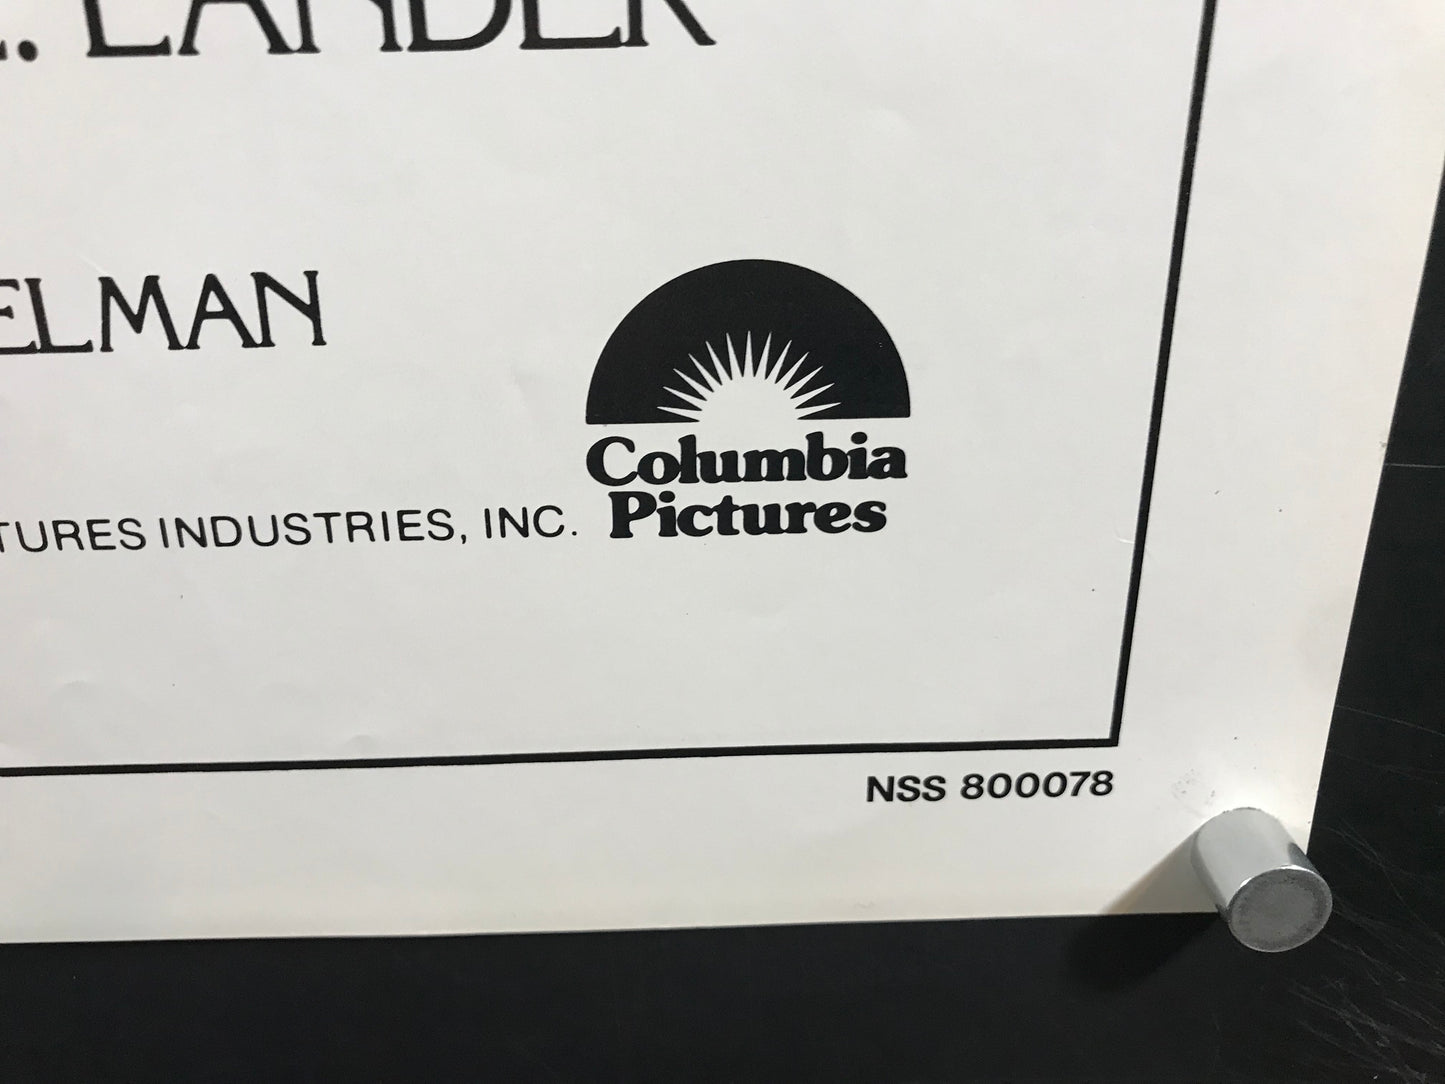 LANDER
ELMAN
Columbia
Pictures
TURES INDUSTRIES, INC.
NSS 800078